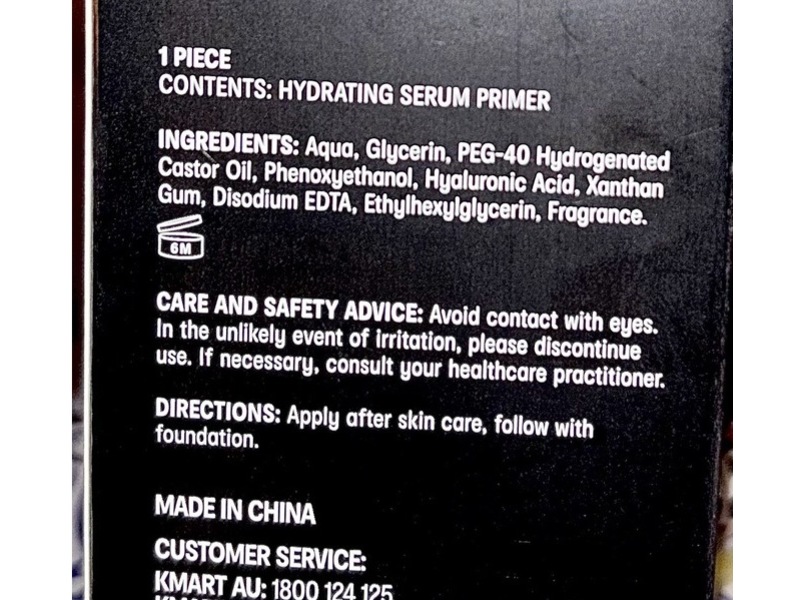 1 PIECE
CONTENTS: HYDRATING SERUM PRIMER
INGREDIENTS: Aqua, Glycerin, PEG-40 Hydrogenated
Castor Oil, Phenoxyethanol, Hyaluronic Acid, Xanthan
Gum, Disodium EDTA, Ethylhexylglycerin, Fragrance.
6M
CARE AND SAFETY ADVICE: Avoid contact with eyes.
In the unlikely event of irritation, please discontinue
use. If necessary, consult your healthcare practitioner.
DIRECTIONS: Apply after skin care, follow with
foundation.
MADE IN CHINA
CUSTOMER SERVICE:
KMART AU: 1800 124 125